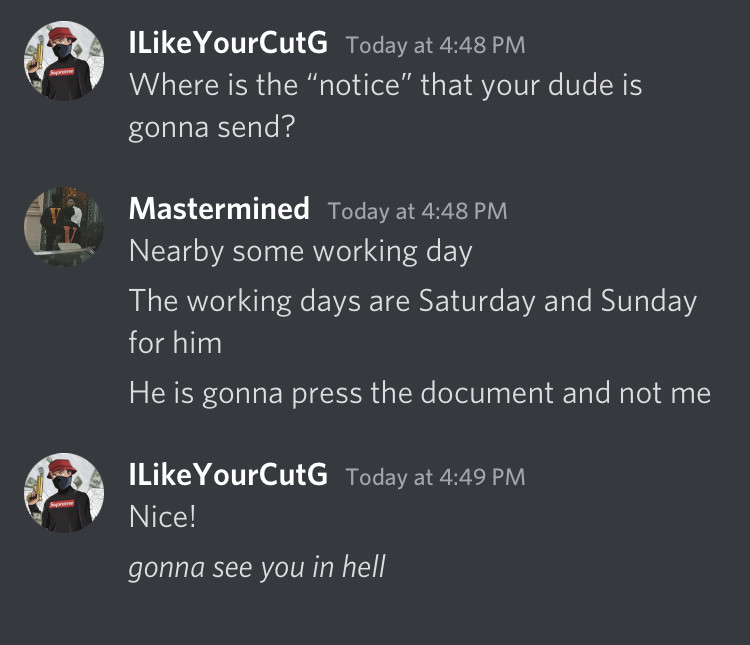 ILikeYourCutG Today at 4:48 PM
Where is the “notice” that your dude is
gonna send?
Mastermined Today at 4:48 PM
Nearby some working day
The working days are Saturday and Sunday
for him
He is gonna press the document and not me
ILikeYourCutG Today at 4:49 PM
Nice!
gonna see you in hell